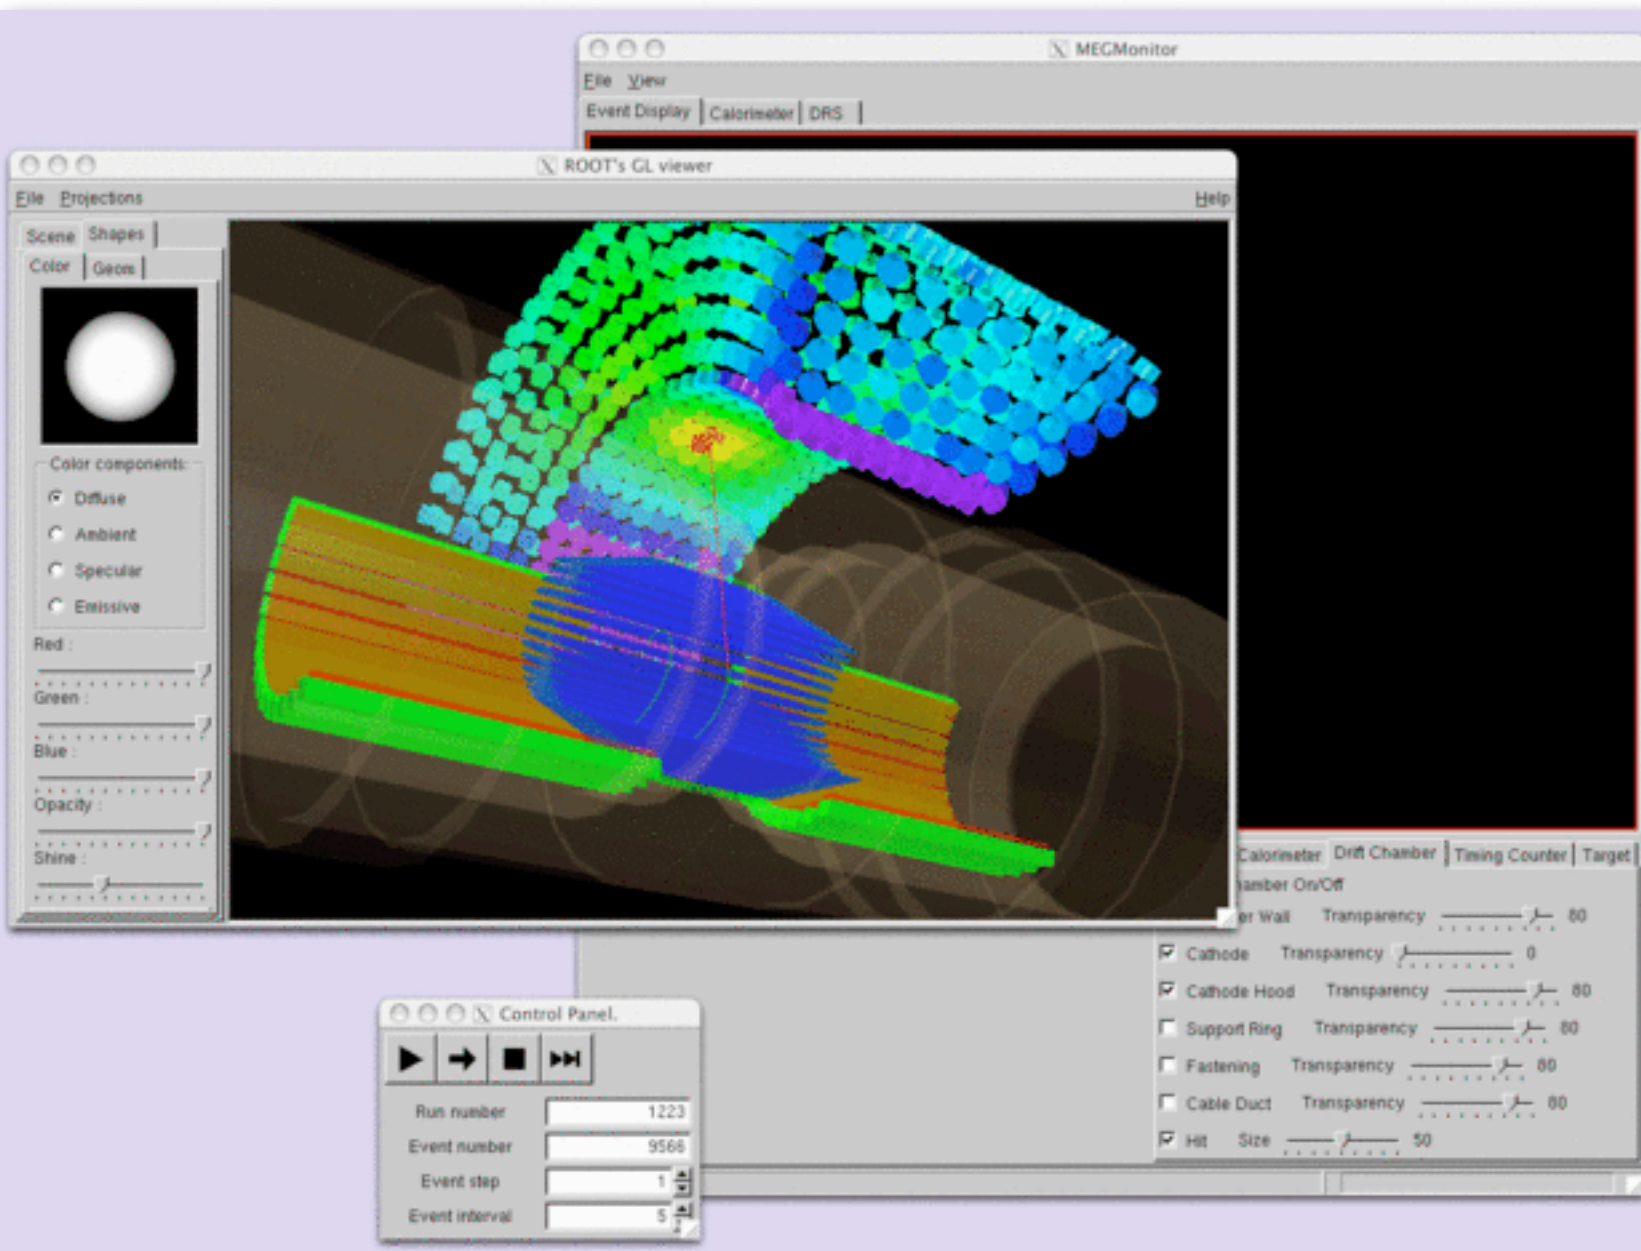 MEGMonitor
File View
Event Display Calorimeter DRS
ROOT's GL viewer
File Projections Help
Scene Shapes
Color Geom
Color components:
Diffuse
Ambient
Specular
Emissive
Red :
Green :
Blue :
Opacity :
Shine :
Calorimeter Drift Chamber Timing Counter Target
hamber On/Off
er Wall Transparency 80
Cathode Transparency 0
Cathode Hood Transparency 80
Support Ring Transparency 80
Fastening Transparency 80
Cable Duct Transparency 80
Hit Size 50
Control Panel.
Run number 1223
Event number 9566
Event step 1
Event interval 5